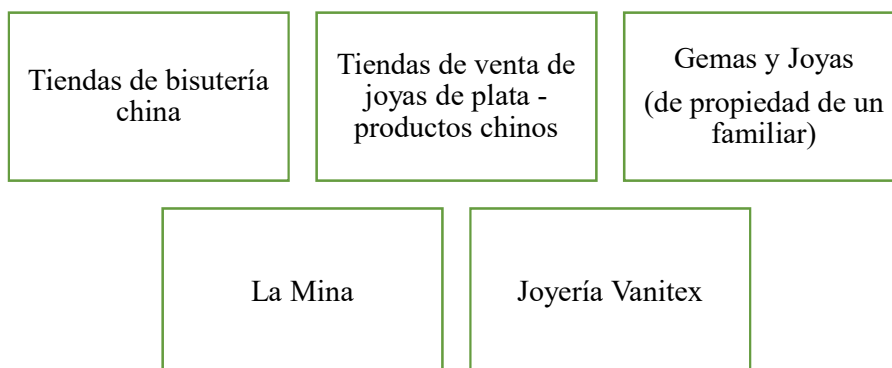 Tiendas de bisutería
china
Tiendas de venta de
joyas de plata -
productos chinos
Gemas y Joyas
(de propiedad de un
familiar)
La Mina
Joyería Vanitex